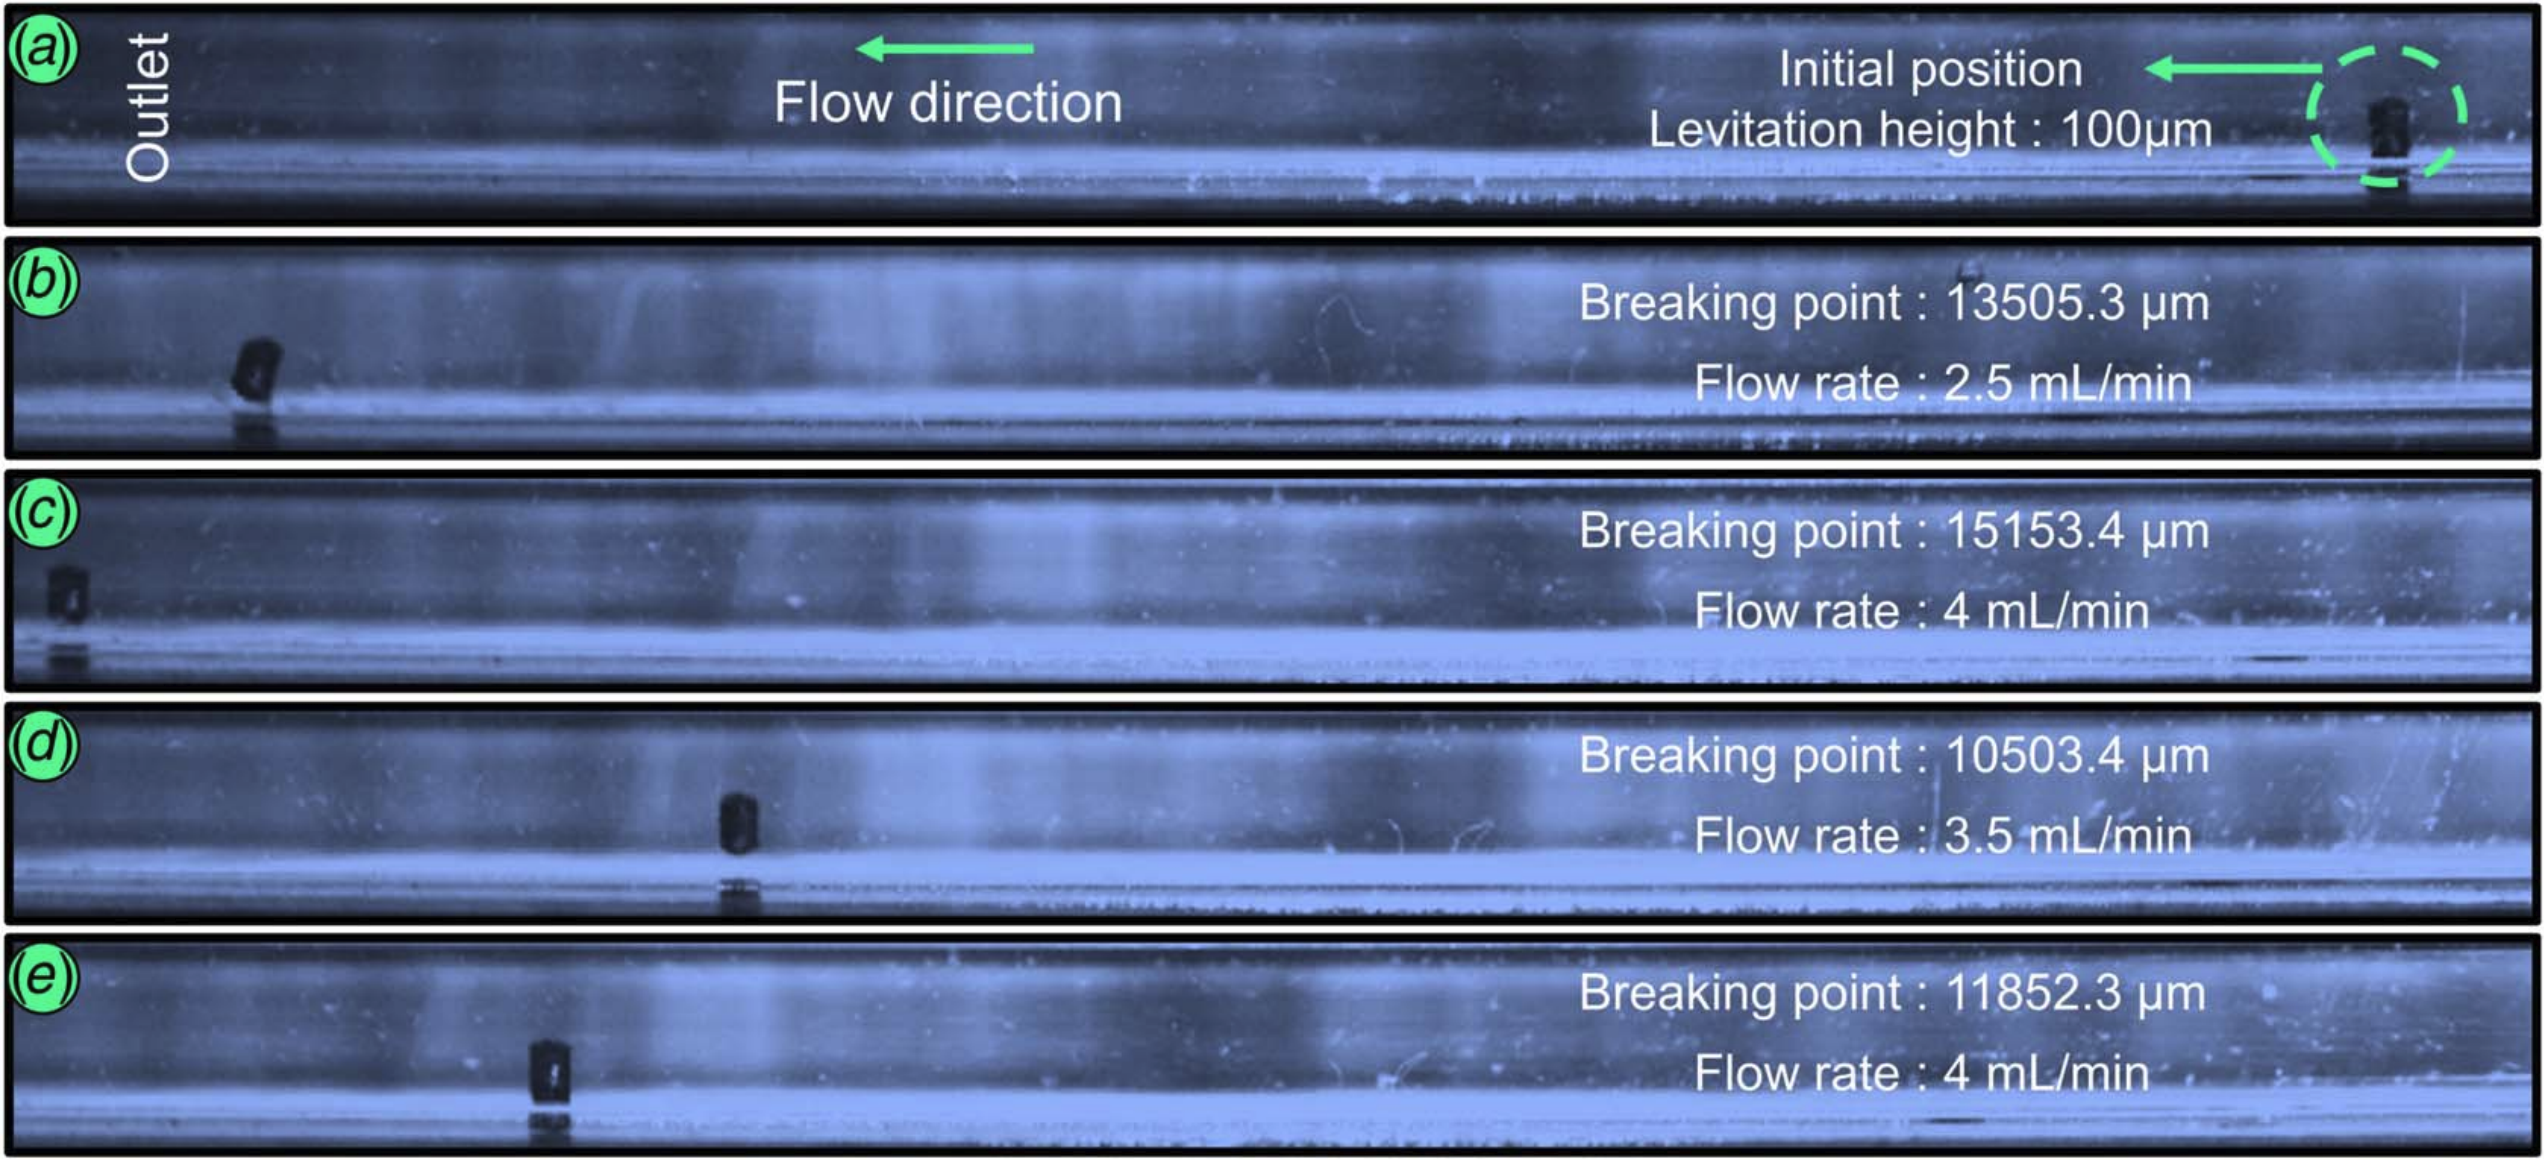 (a)
Outlet
Flow direction
Initial position
Levitation height : 100µm
(b)
Breaking point : 13505.3 µm
Flow rate : 2.5 mL/min
(c)
Breaking point : 15153.4 µm
Flow rate : 4 mL/min
(d)
Breaking point : 10503.4 µm
Flow rate : 3.5 mL/min
(e)
Breaking point : 11852.3 µm
Flow rate : 4 mL/min